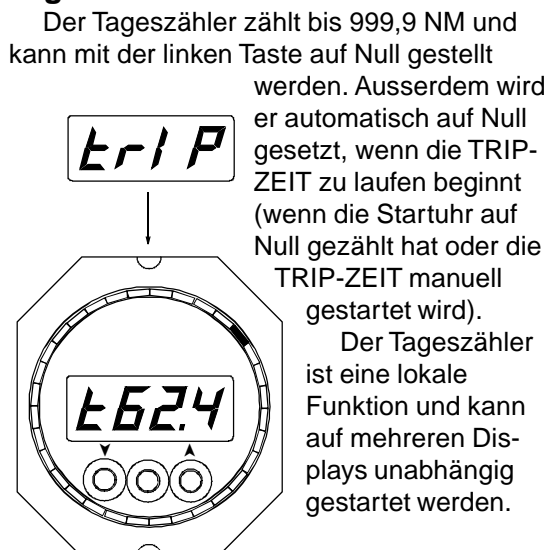 Der Tageszähler zählt bis 999,9 NM und
kann mit der linken Taste auf Null gestellt
werden. Ausserdem wird
er automatisch auf Null
gesetzt, wenn die TRIP-
ZEIT zu laufen beginnt
(wenn die Startuhr auf
Null gezählt hat oder die
TRIP-ZEIT manuell
gestartet wird).
Der Tageszähler
ist eine lokale
Funktion und kann
auf mehreren Dis-
plays unabhängig
gestartet werden.
trIP
t62.4